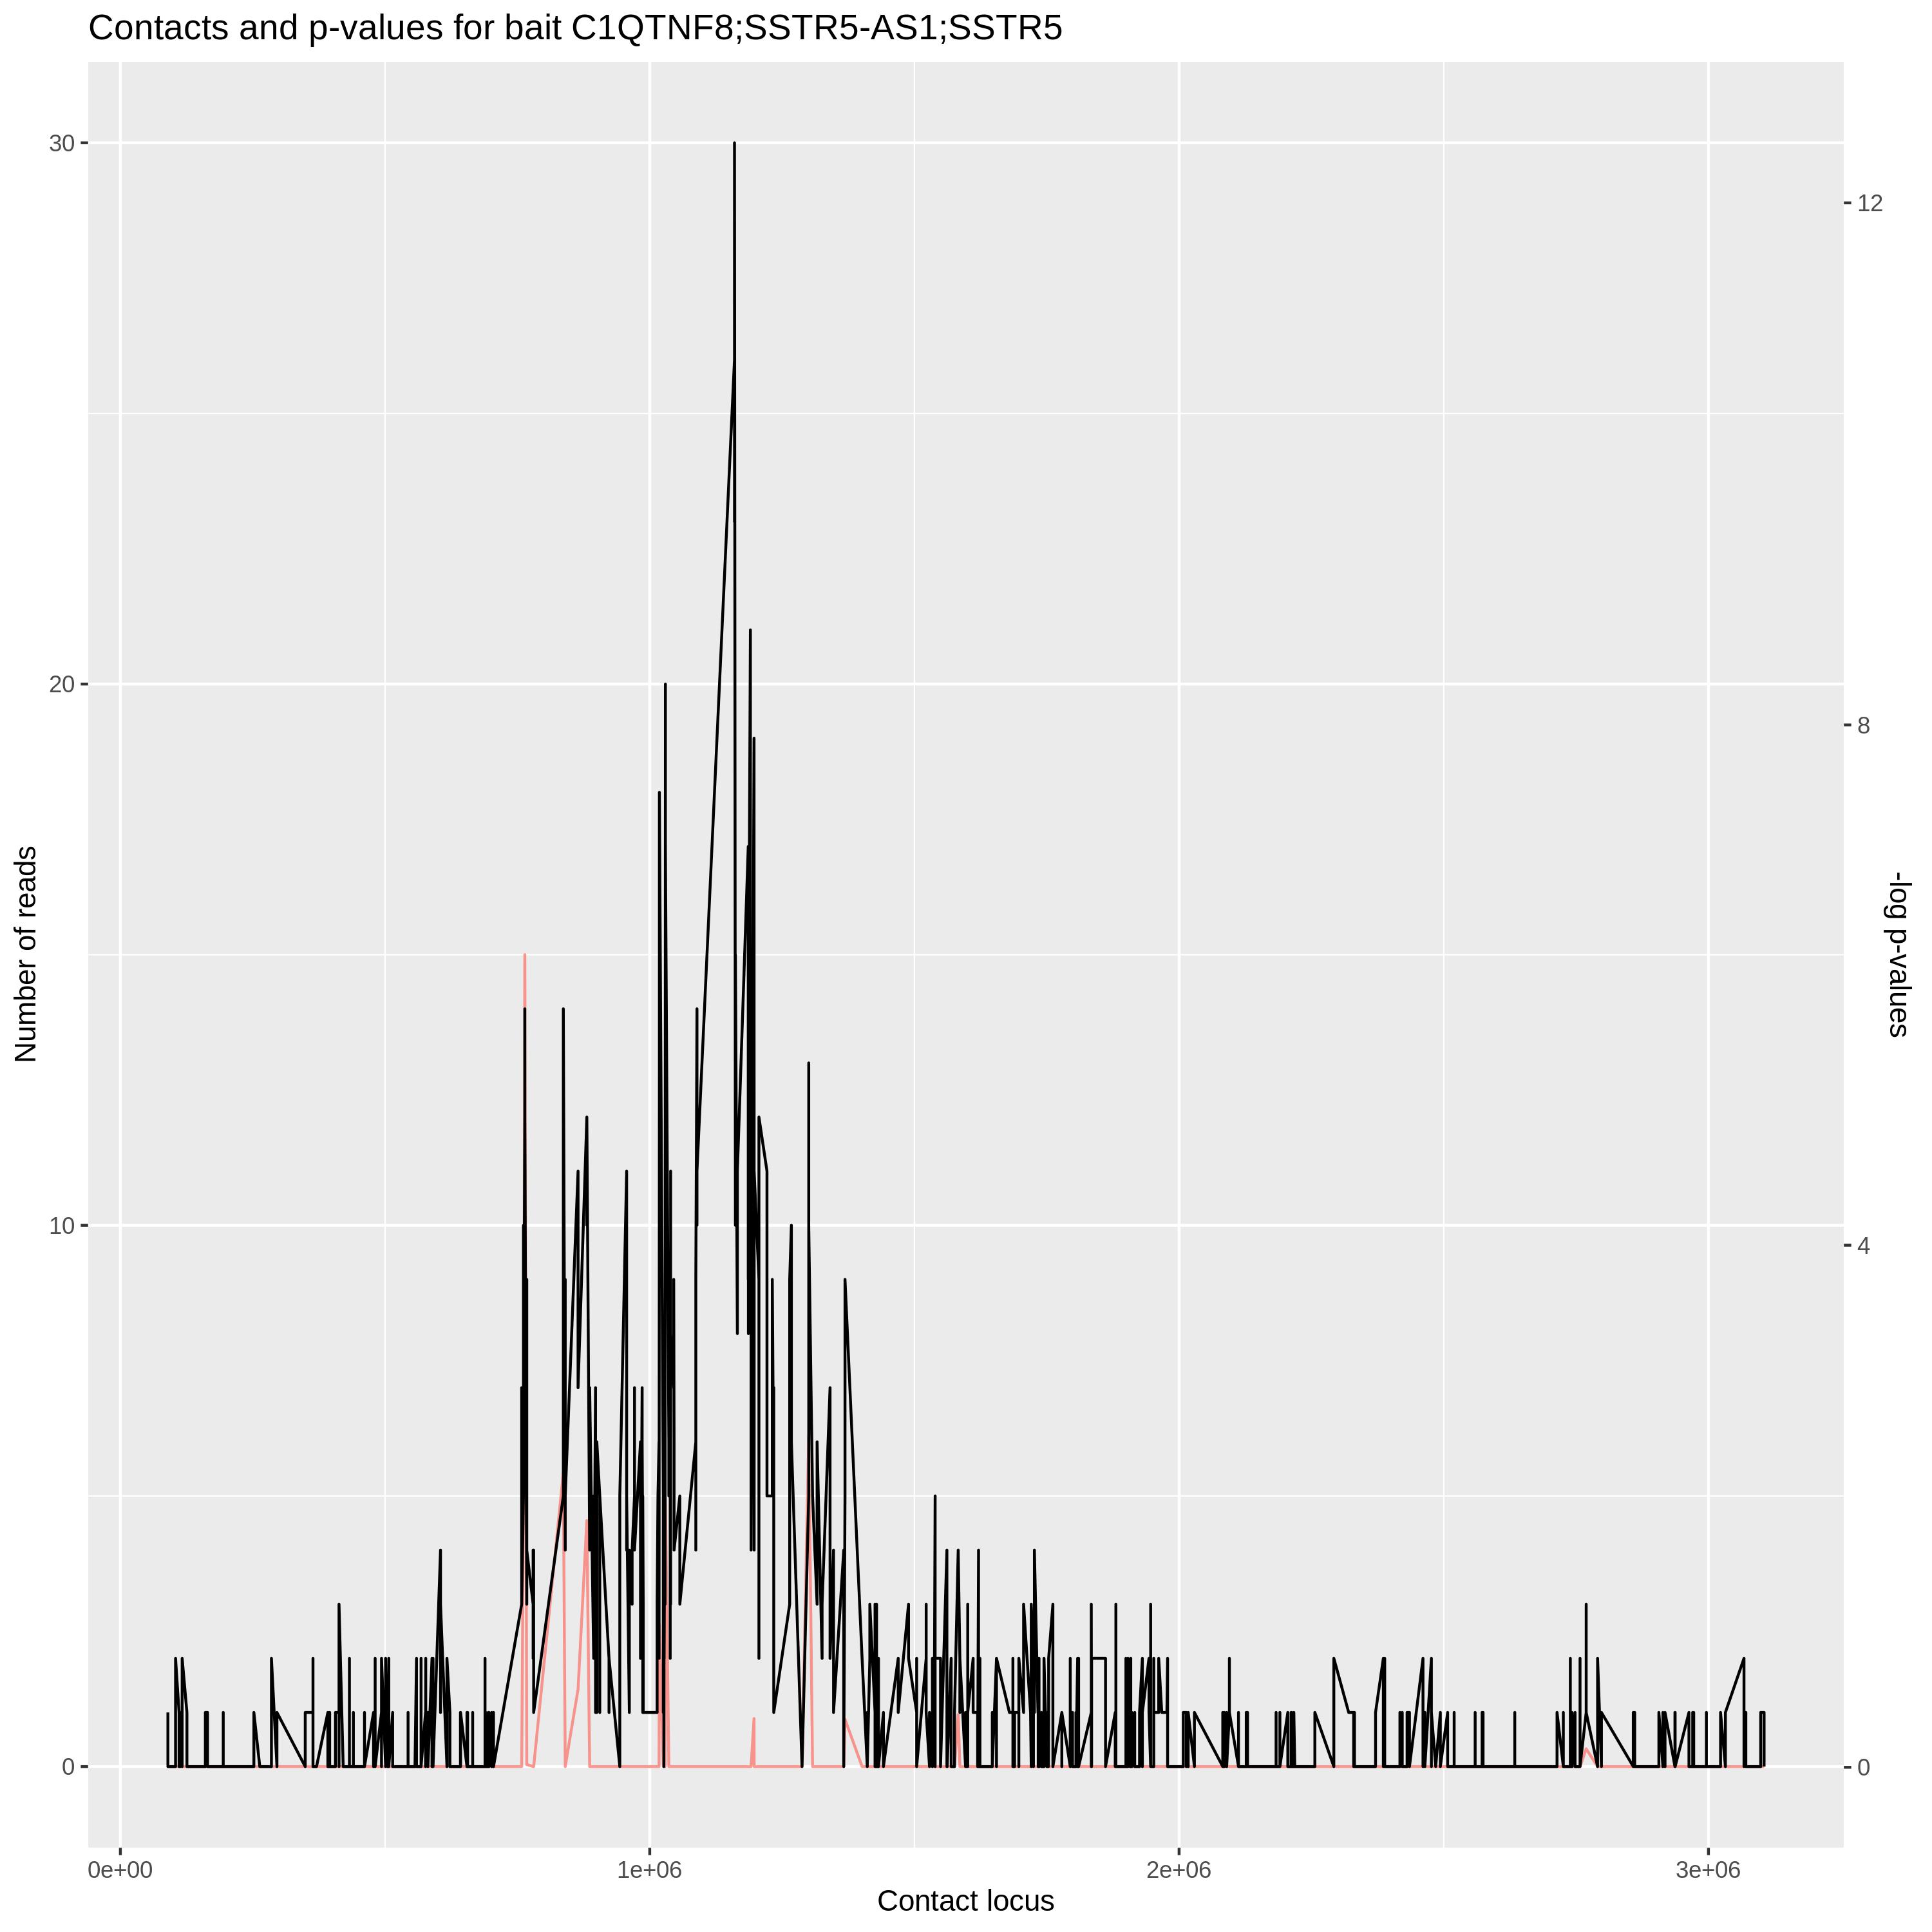 Contacts and p-values for bait C1QTNF8;SSTR5-AS1;SSTR5
30
20
10
0
Number of reads
12
8
4
0
-log p-values
0e+00
1e+06
2e+06
3e+06
Contact locus